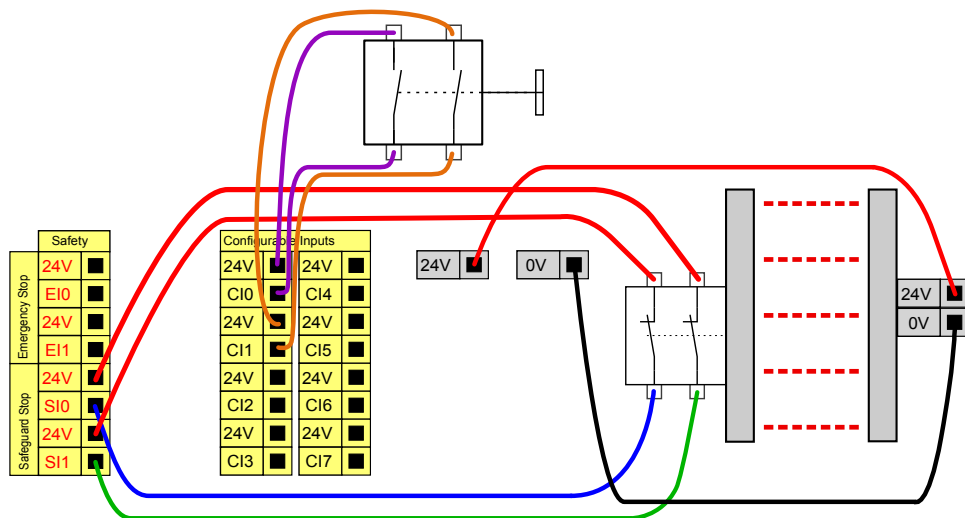 Safety
Emergency Stop
24V
EI0
24V
EI1
Safeguard Stop
24V
SI0
24V
SI1
Configurable Inputs
24V 24V
CI0 CI4
24V 24V
CI1 CI5
24V 24V
CI2 CI6
24V 24V
CI3 CI7
24V
0V
24V
0V